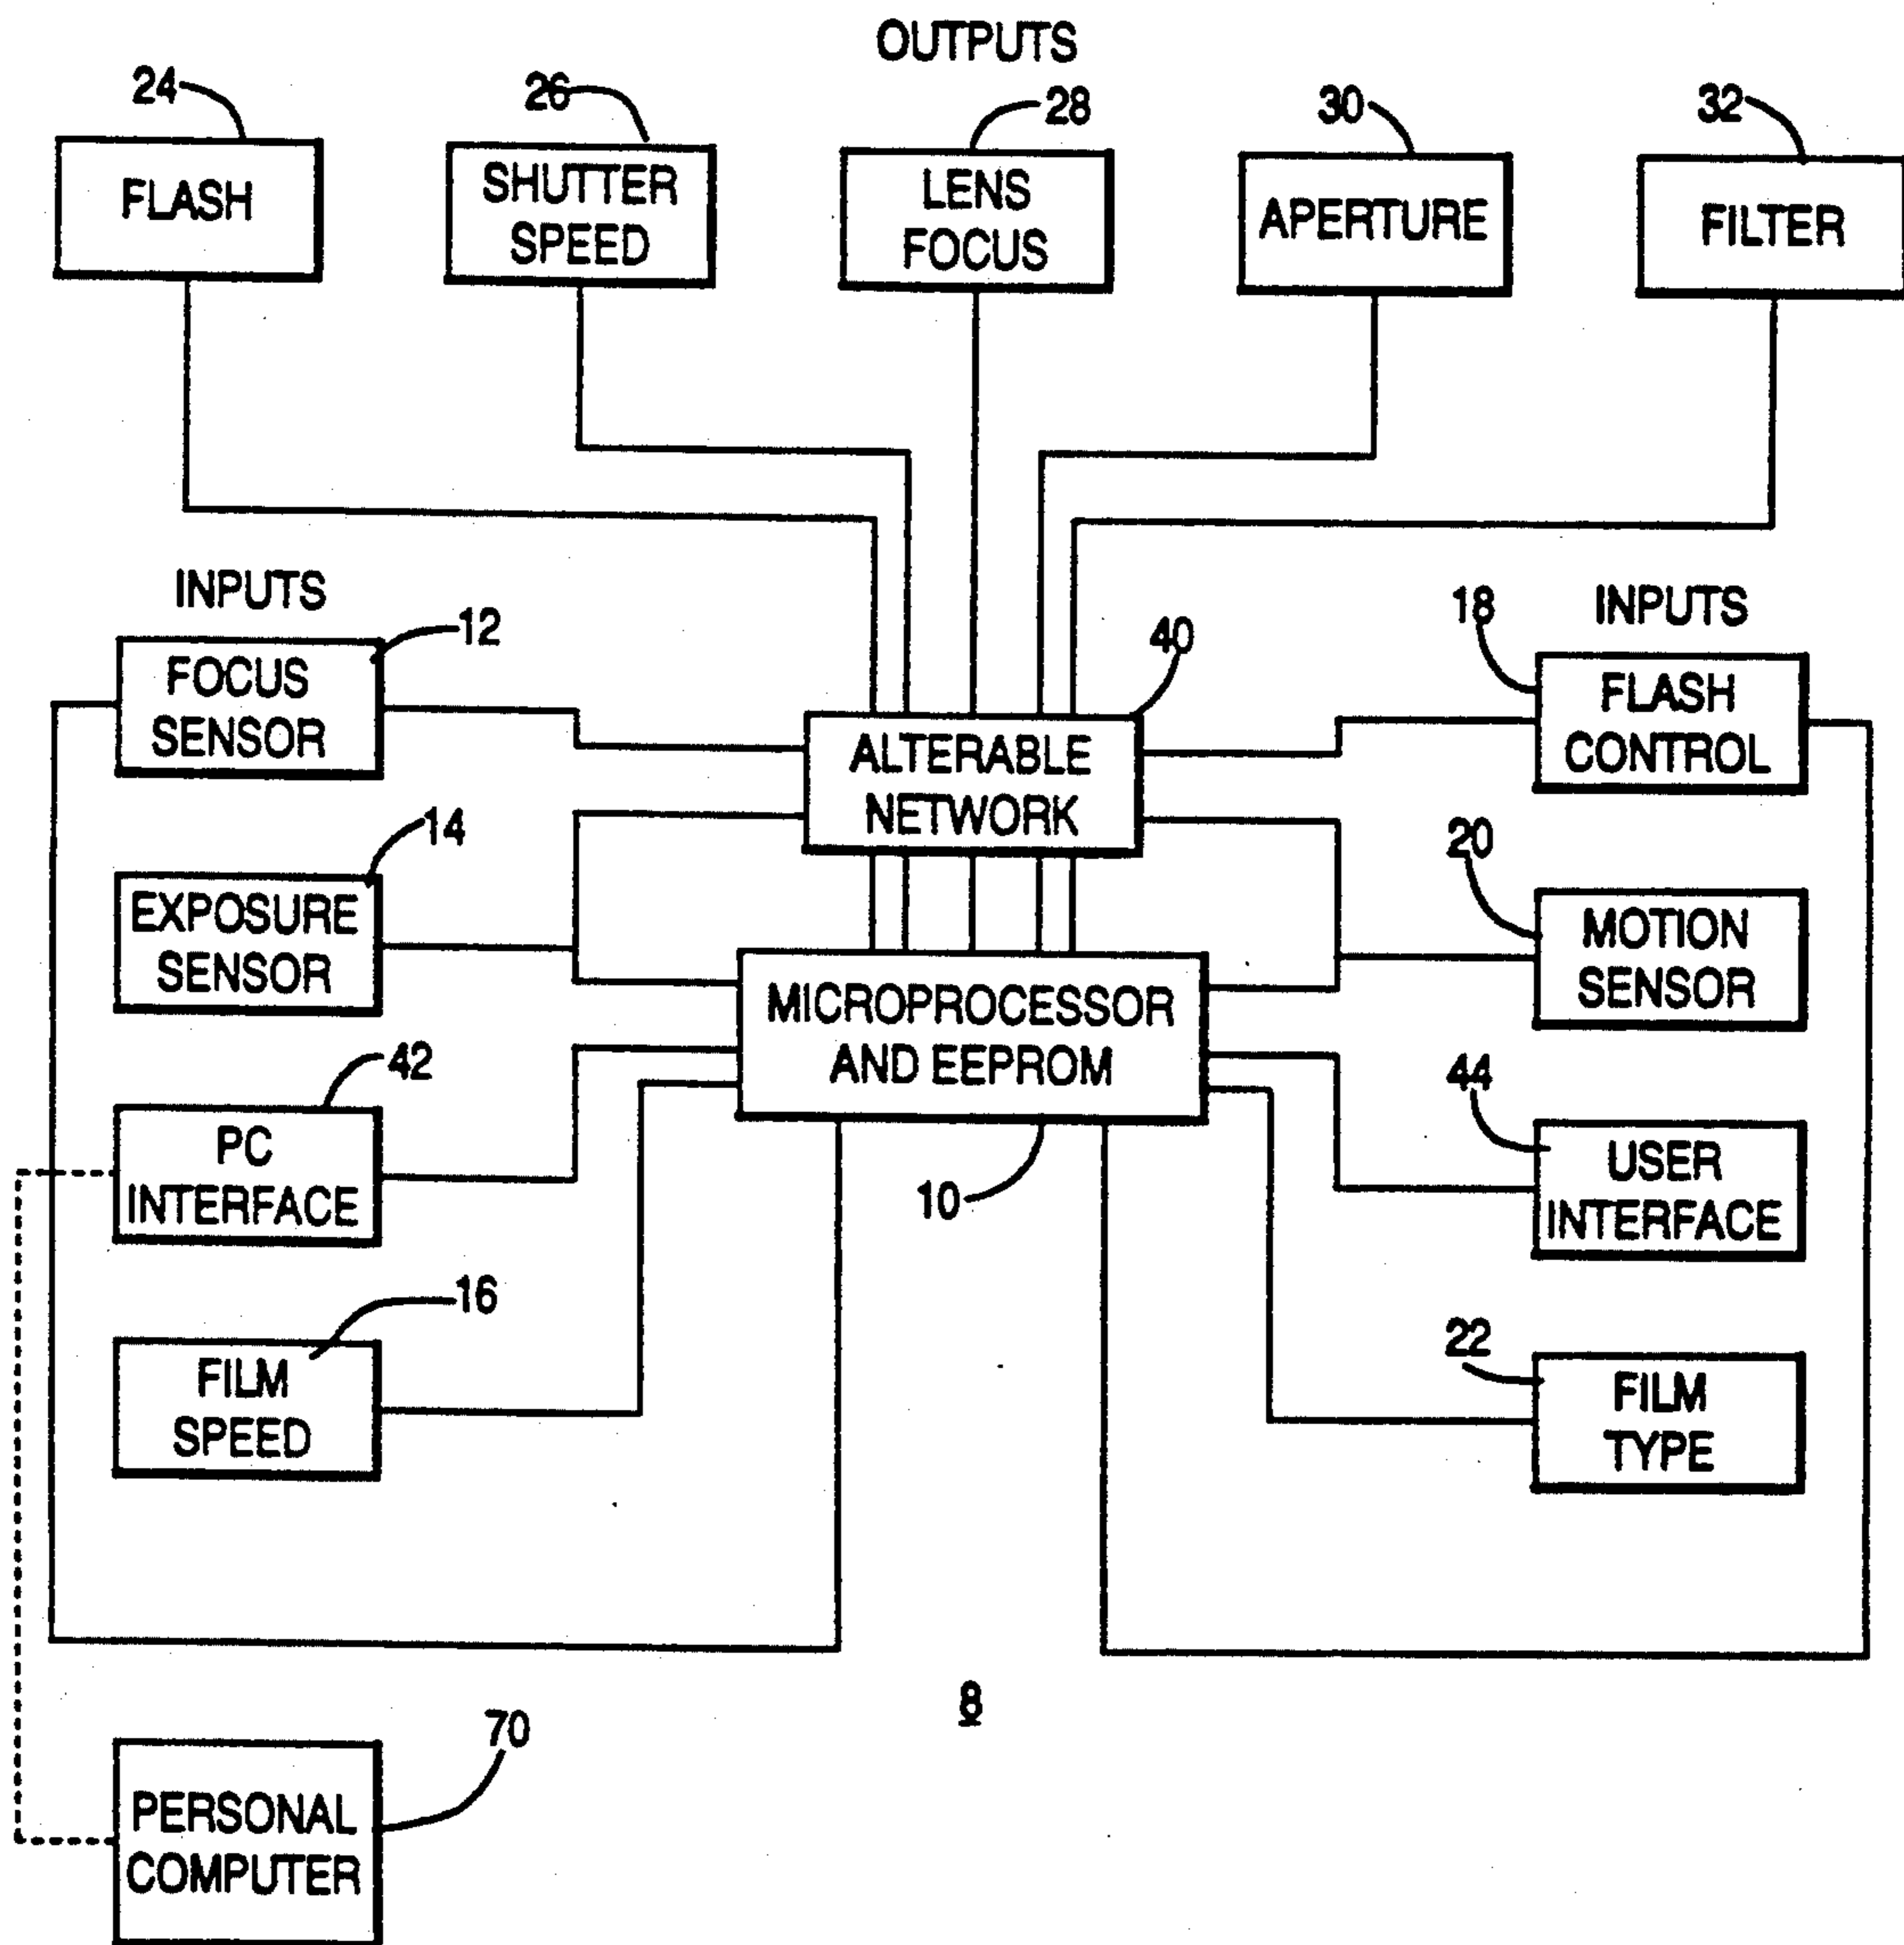 OUTPUTS
24
26
28
30
32
FLASH
SHUTTER
SPEED
LENS
FOCUS
APERTURE
FILTER
INPUTS
12
FOCUS
SENSOR
40
ALTERABLE
NETWORK
18
INPUTS
FLASH
CONTROL
14
EXPOSURE
SENSOR
20
MOTION
SENSOR
MICROPROCESSOR
AND EEPROM
10
42
PC
INTERFACE
44
USER
INTERFACE
16
FILM
SPEED
22
FILM
TYPE
8
70
PERSONAL
COMPUTER